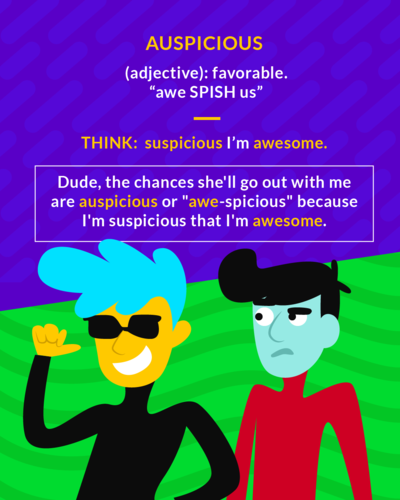 AUSPICIOUS
(adjective): favorable.
“awe SPISH us”
THINK: suspicious I’m awesome.
Dude, the chances she'll go out with me
are auspicious or "awe-spicious" because
I'm suspicious that I'm awesome.